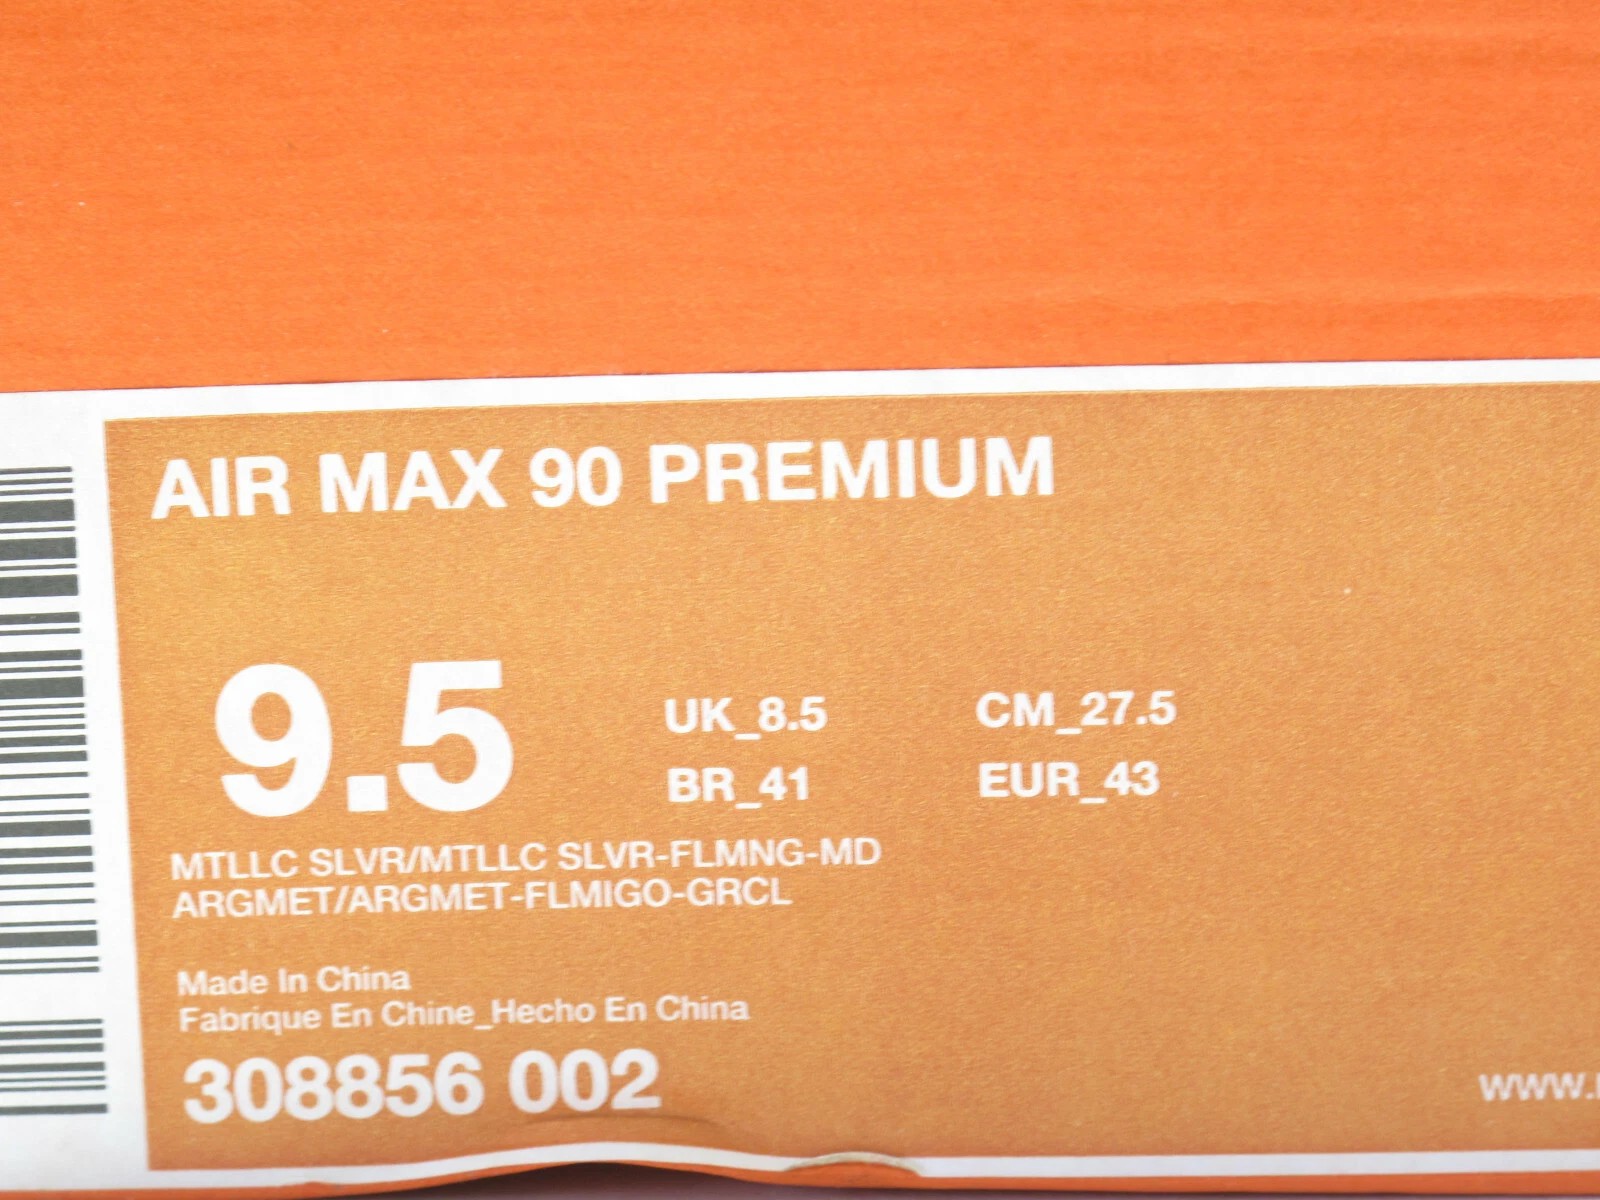 AIR MAX 90 PREMIUM
9.5
UK_8.5 CM_27.5
BR_41 EUR_43
MTLLC SLVR/MTLLC SLVR-FLMNG-MD
ARGMET/ARGMET-FLMIGO-GRCL
Made In China
Fabrique En Chine_Hecho En China
308856 002
www.